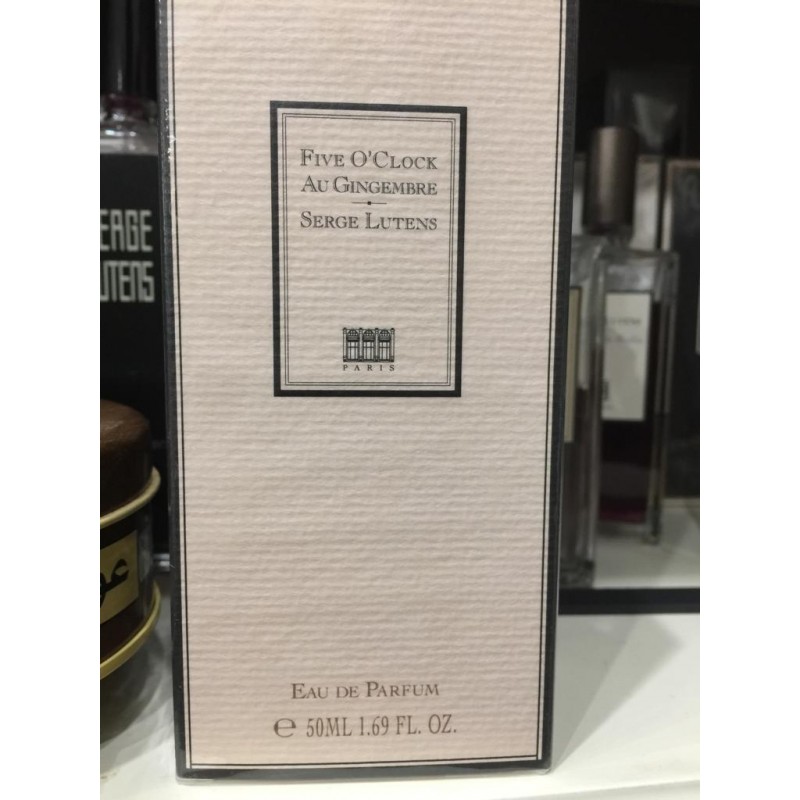 FIVE O'CLOCK
AU GINGEMBRE
SERGE LUTENS
PARIS
EAU DE PARFUM
e 50ML 1.69 FL. OZ.
ERGE
UTENS